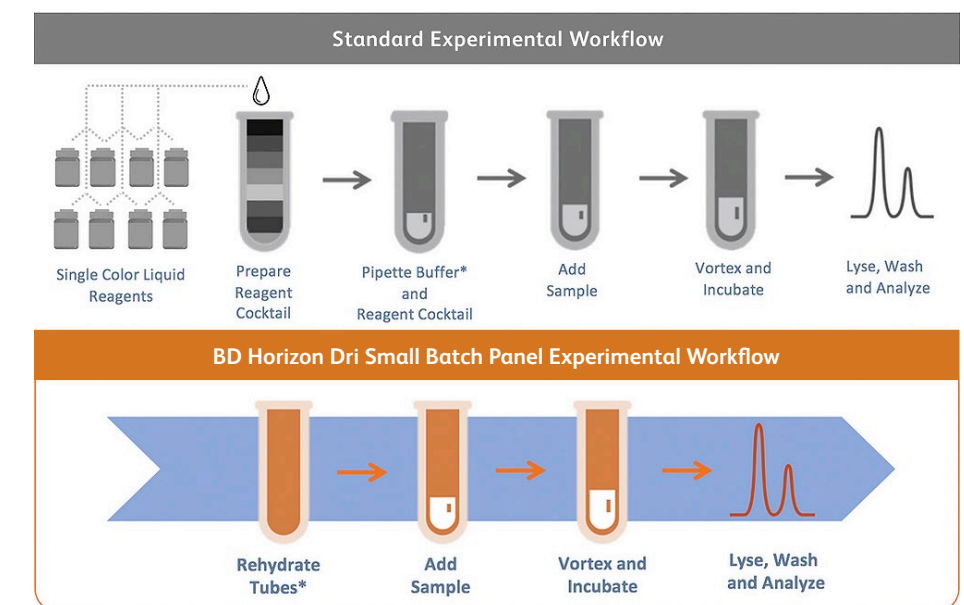 Standard Experimental Workflow
Single Color Liquid
Reagents
Prepare
Reagent
Cocktail
Pipette Buffer*
and
Reagent Cocktail
Add
Sample
Vortex and
Incubate
Lyse, Wash
and Analyze
BD Horizon Dri Small Batch Panel Experimental Workflow
Rehydrate
Tubes*
Add
Sample
Vortex and
Incubate
Lyse, Wash
and Analyze